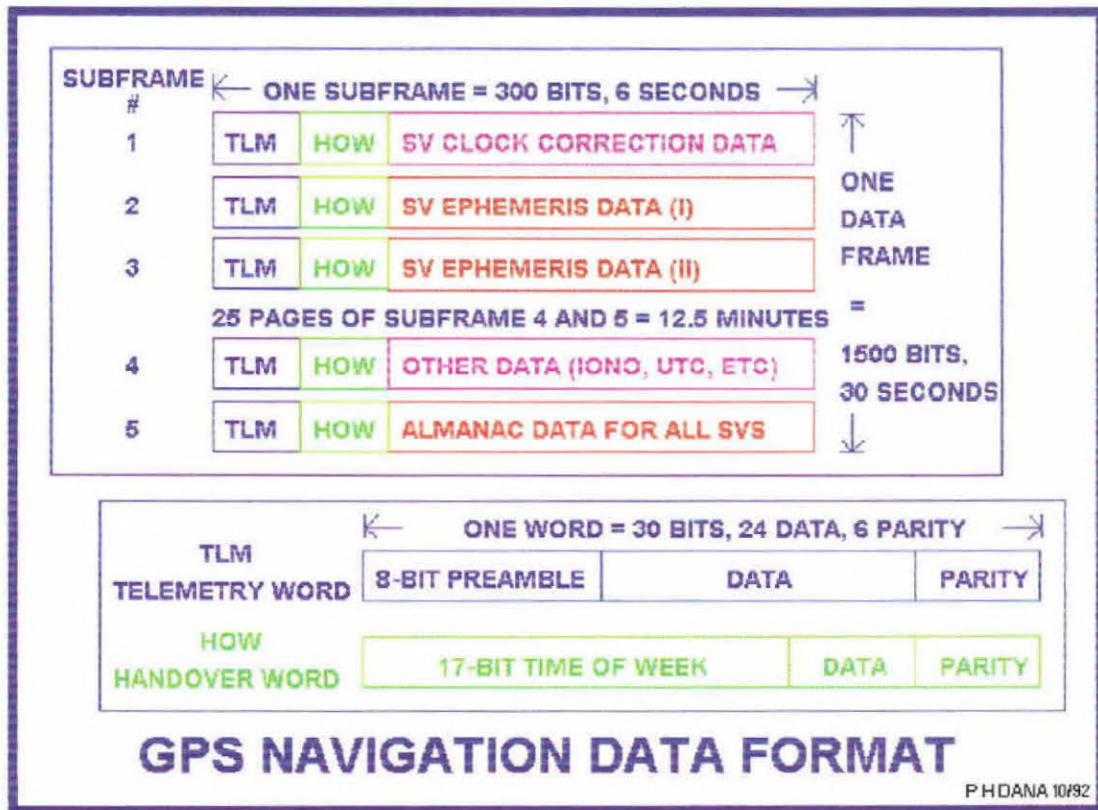 SUBFRAME
#
ONE SUBFRAME = 300 BITS, 6 SECONDS
1 TLM HOW SV CLOCK CORRECTION DATA
2 TLM HOW SV EPHEMERIS DATA (I)
3 TLM HOW SV EPHEMERIS DATA (II)
25 PAGES OF SUBFRAME 4 AND 5 = 12.5 MINUTES
4 TLM HOW OTHER DATA (IONO, UTC, ETC)
5 TLM HOW ALMANAC DATA FOR ALL SVS
ONE
DATA
FRAME
=
1500 BITS,
30 SECONDS
ONE WORD = 30 BITS, 24 DATA, 6 PARITY
TLM
TELEMETRY WORD
8-BIT PREAMBLE DATA PARITY
HOW
HANDOVER WORD
17-BIT TIME OF WEEK DATA PARITY
GPS NAVIGATION DATA FORMAT
P H DANA 10/92